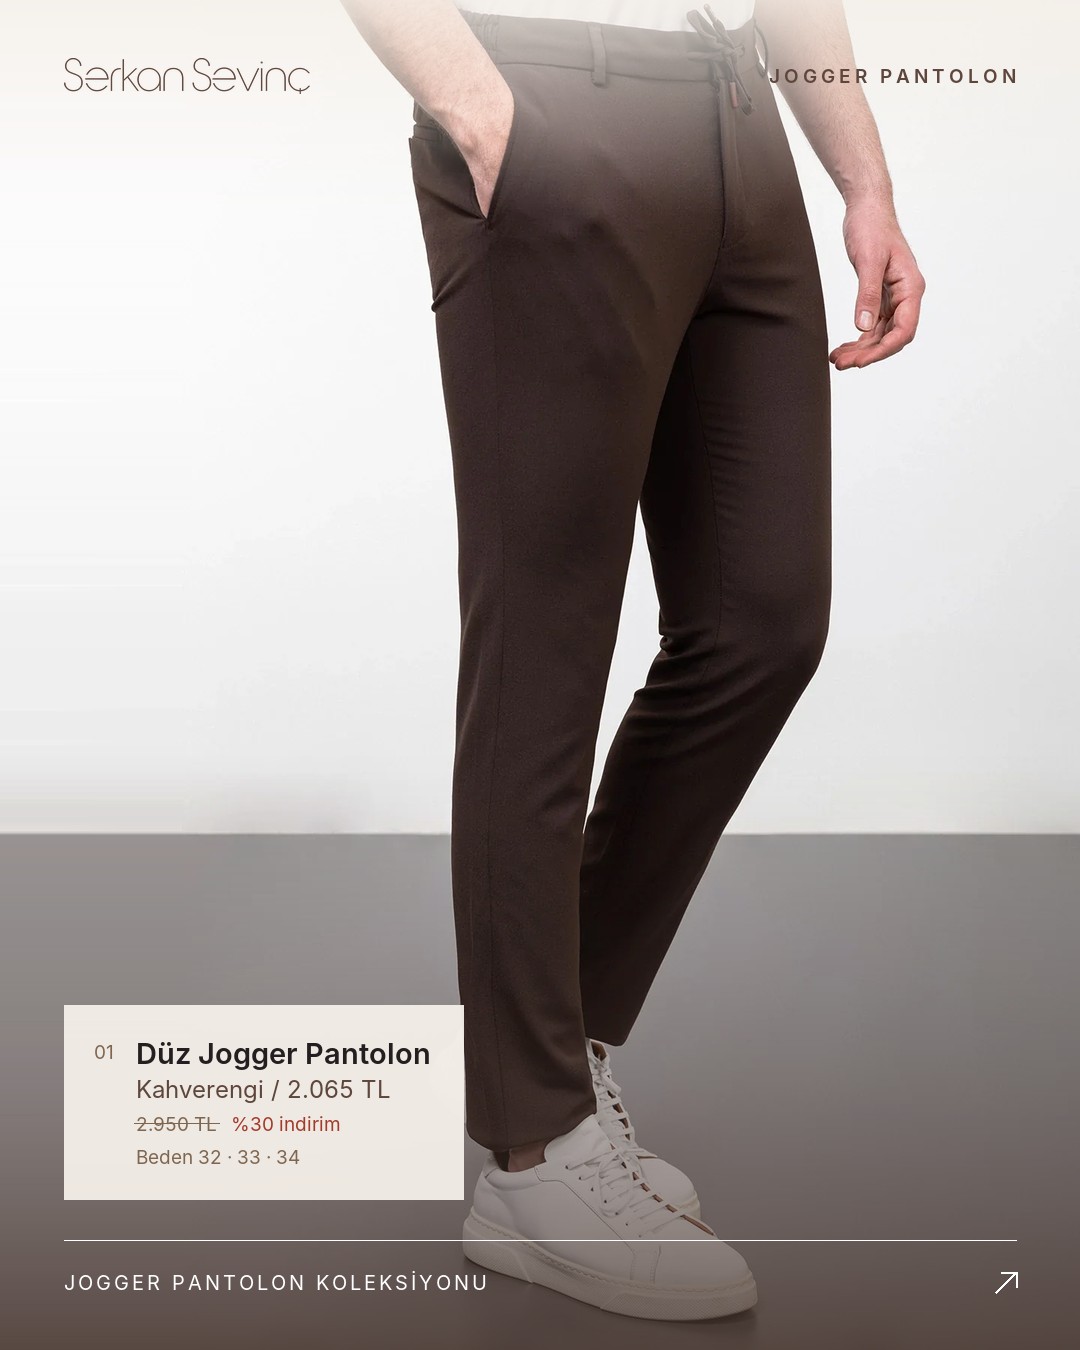 Serkan Sevinç
JOGGER PANTOLON
01
Düz Jogger Pantolon
Kahverengi / 2.065 TL
2.950 TL %30 indirim
Beden 32 · 33 · 34
JOGGER PANTOLON KOLEKSİYONU